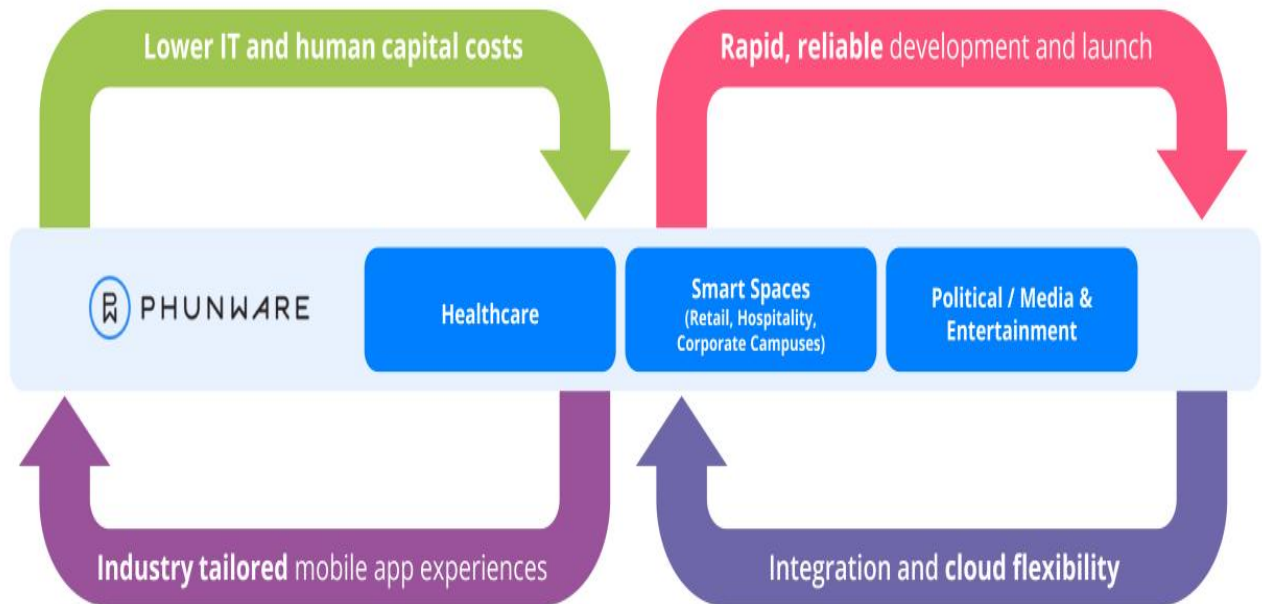 Lower IT and human capital costs
Rapid, reliable development and launch
PHUNWARE
Healthcare
Smart Spaces
(Retail, Hospitality,
Corporate Campuses)
Political / Media &
Entertainment
Industry tailored mobile app experiences
Integration and cloud flexibility